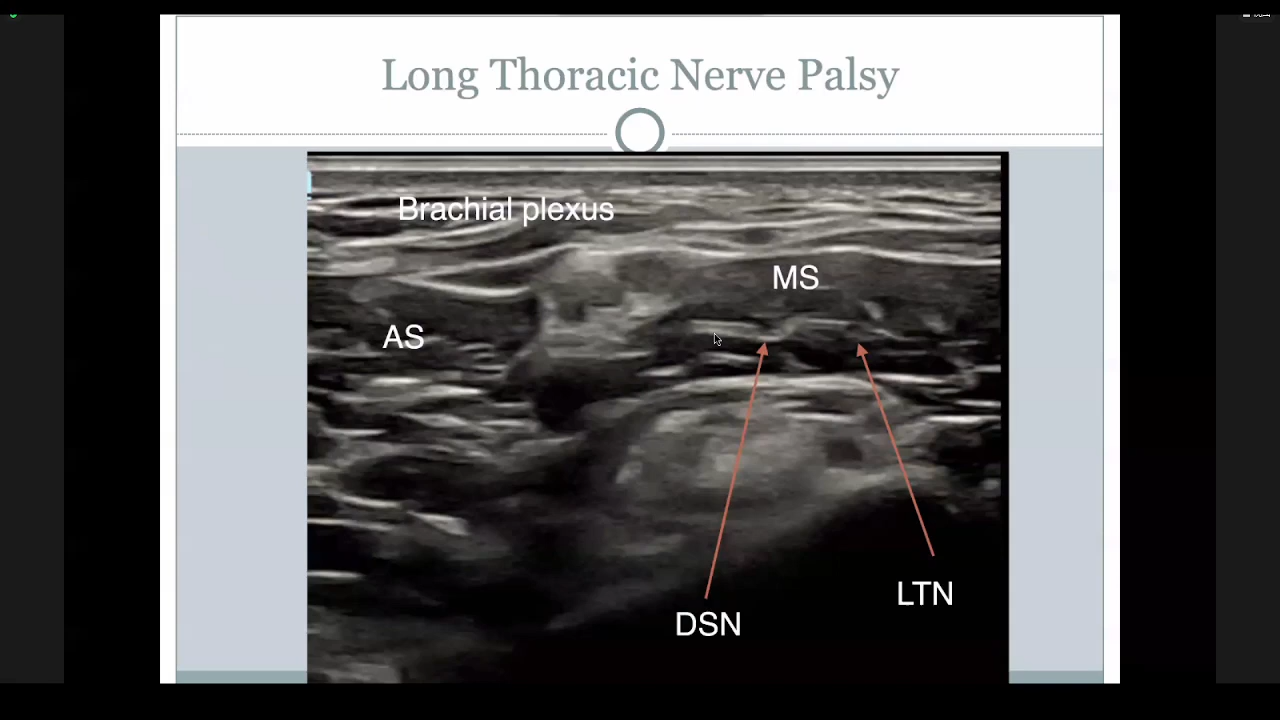 Long Thoracic Nerve Palsy
Brachial plexus
MS
AS
LTN
DSN